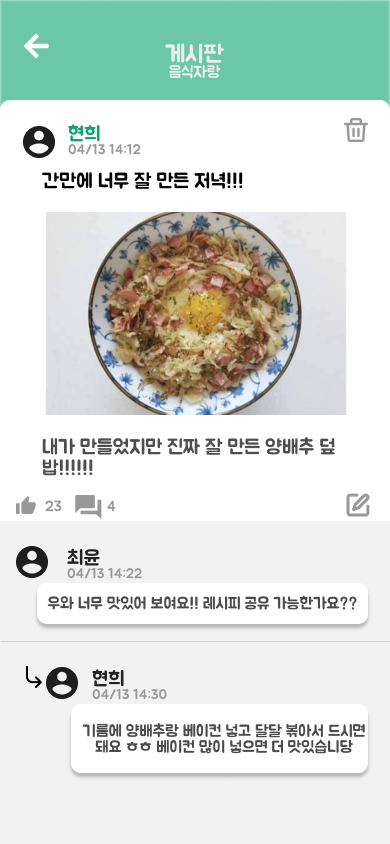 게시판
음식자랑
현희
04/13 14:12
간만에 너무 잘 만든 저녁!!!
내가 만들었지만 진짜 잘 만든 양배추 덮
밥!!!!!!
23
4
최윤
04/13 14:22
우와 너무 맛있어 보여요!! 레시피 공유 가능한가요??
현희
04/13 14:30
기름에 양배추랑 베이컨 넣고 달달 볶아서 드시면
돼요 ㅎㅎ 베이컨 많이 넣으면 더 맛있습니당